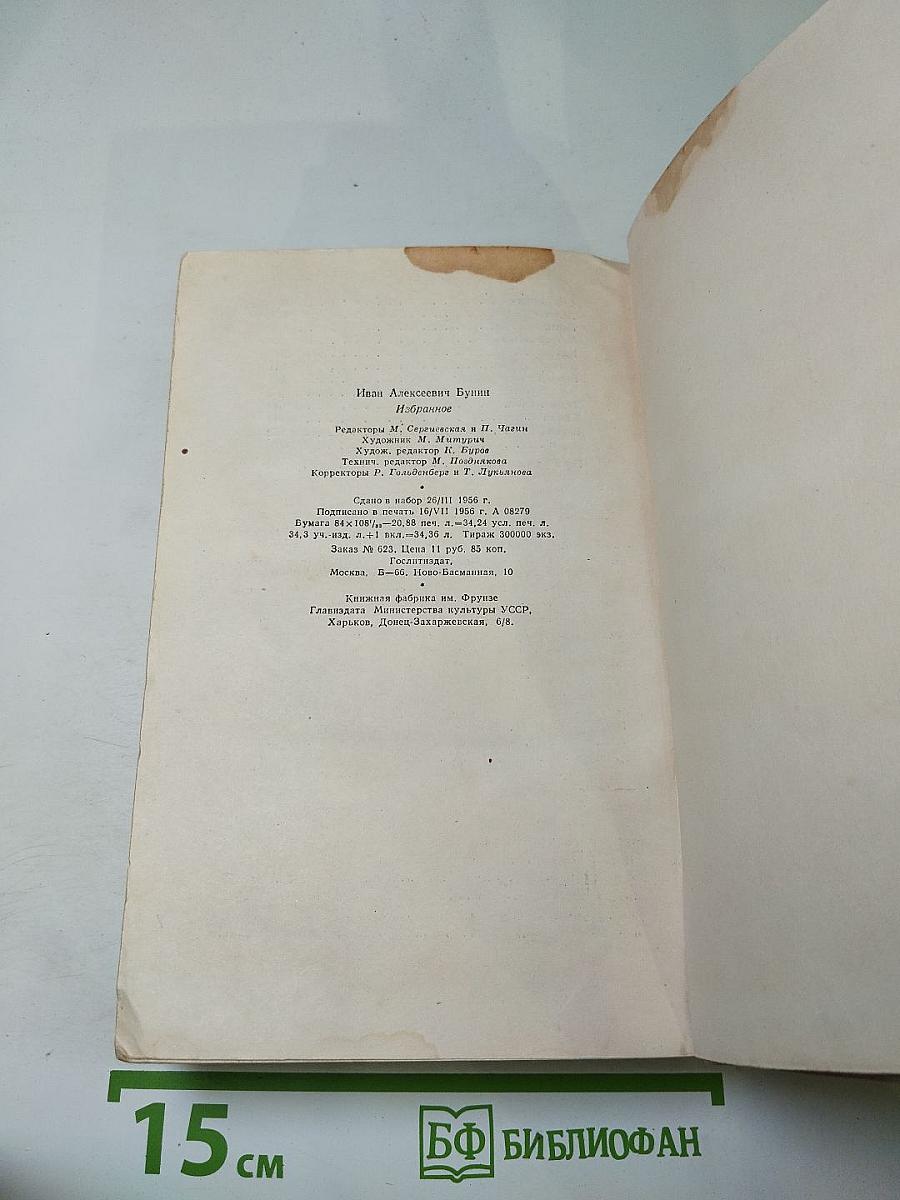 Иван Алексеевич Бунин
Избранное
Редакторы М. Сергиевская и П. Чагин
Художник М. Митурич
Худож. редактор К. Буров
Технич. редактор М. Позднякова
Корректоры Р. Гольденберг и Т. Лукьянова
Сдано в набор 26/III 1956 г.
Подписано в печать 16/VII 1956 г. А 08279
Бумага 84×108¹/₃₂—20,88 печ. л.=34,24 усл. печ. л.
34,3 уч.-изд. л.+1 вкл.=34,36 л. Тираж 300000 экз.
Заказ № 623. Цена 11 руб. 85 коп.
Гослитиздат,
Москва, Б—66, Ново-Басманная, 10
Книжная фабрика им. Фрунзе
Главиздата Министерства культуры УССР,
Харьков, Донец-Захаржевская, 6/8.
15 см
БФ БИБЛИОФАН